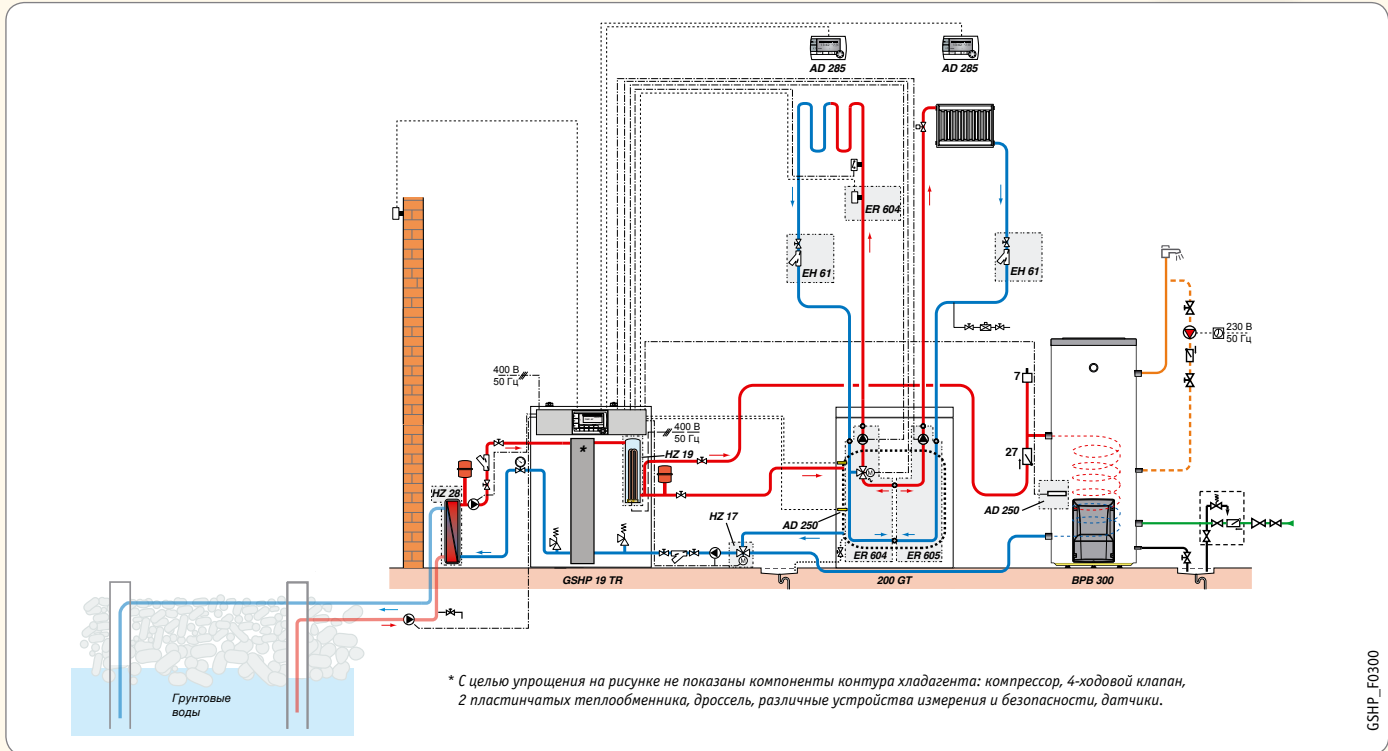 AD 285
AD 285
ER 604
EH 61
EH 61
230 В
50 Гц
400 В
50 Гц
7
*
400 В
50 Гц
HZ 19
27
HZ 28
HZ 17
AD 250
AD 250
M
M
ER 604
ER 605
GSHP 19 TR
200 GT
BPB 300
Грунтовые
воды
* С целью упрощения на рисунке не показаны компоненты контура хладагента: компрессор, 4-ходовой клапан,
2 пластинчатых теплообменника, дроссель, различные устройства измерения и безопасности, датчики.
GSHP_F0300